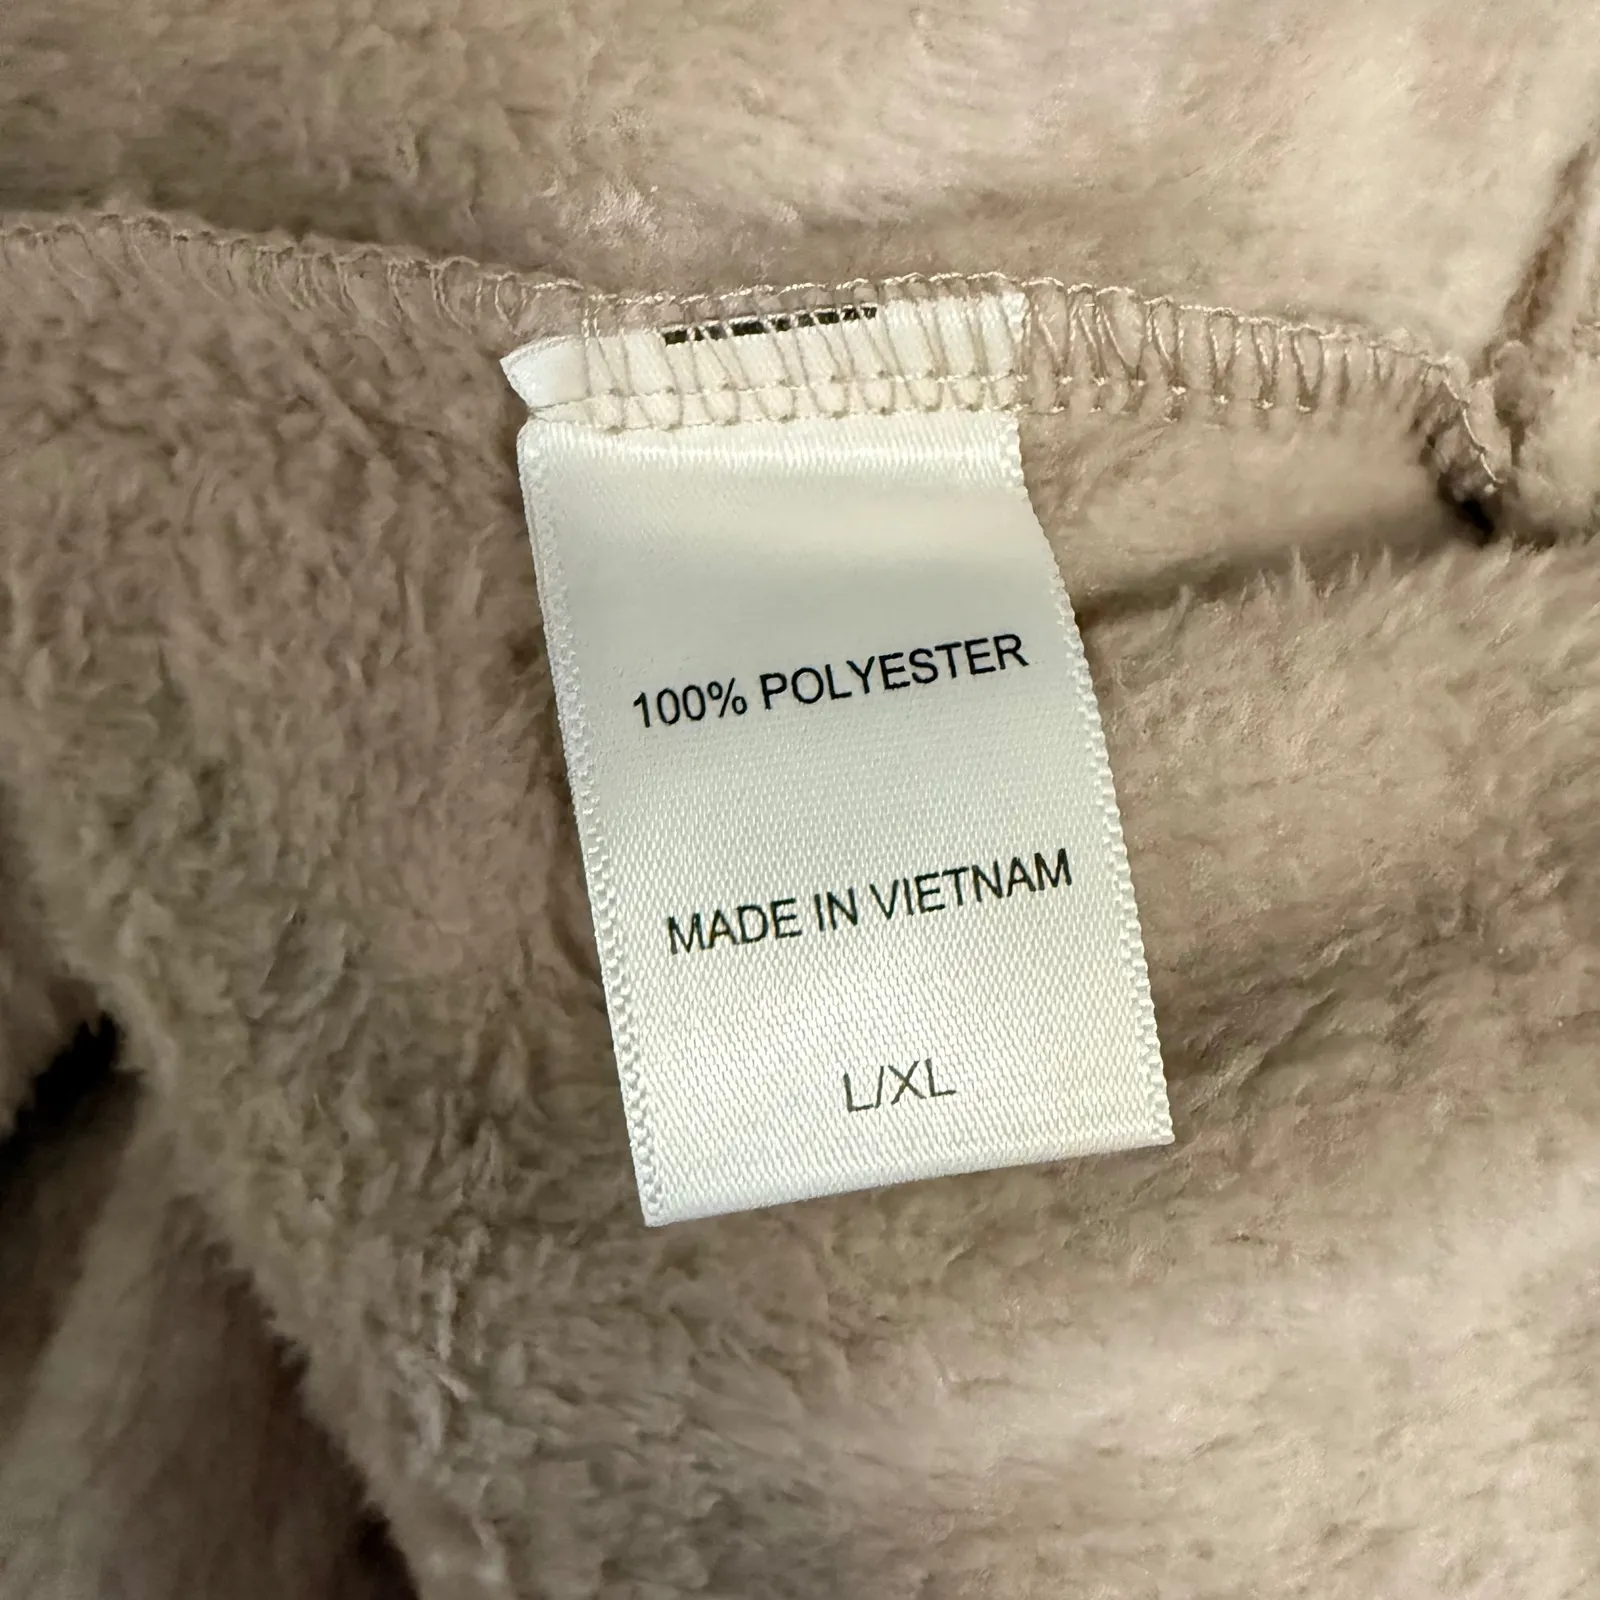 100% POLYESTER
MADE IN VIETNAM
L/XL